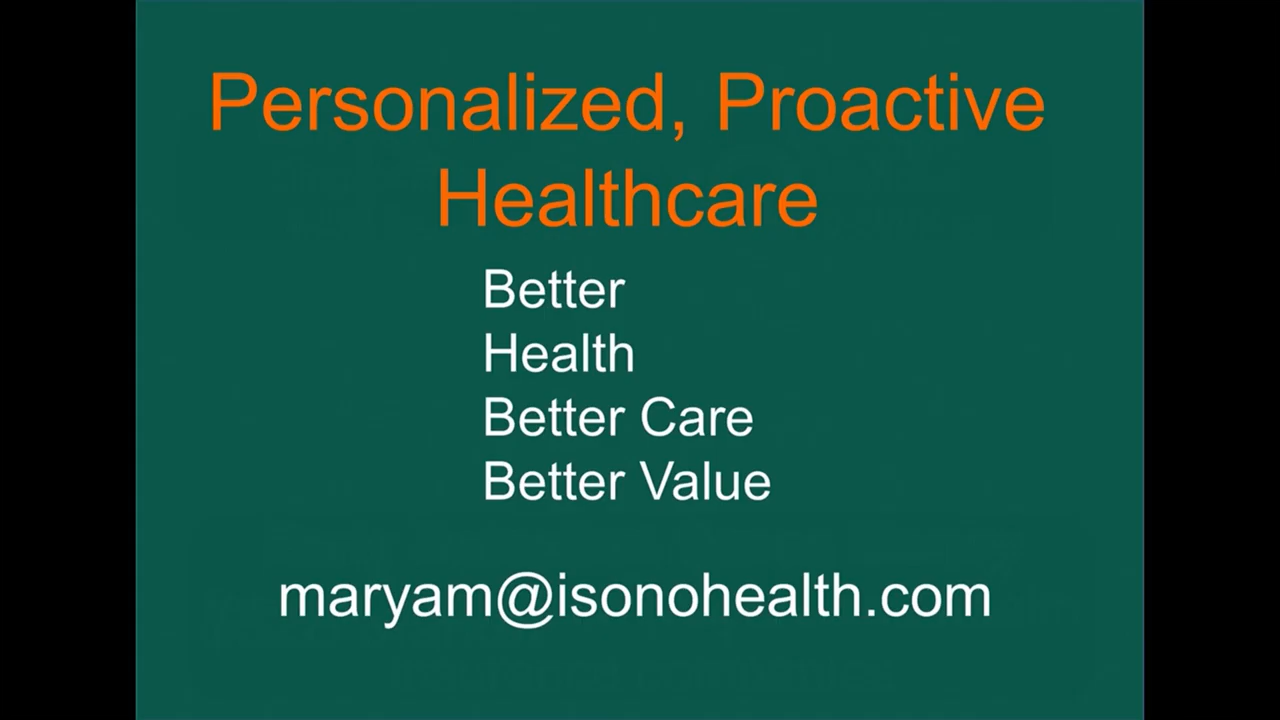 Personalized, Proactive
Healthcare
Better
Health
Better Care
Better Value
maryam@isonohealth.com